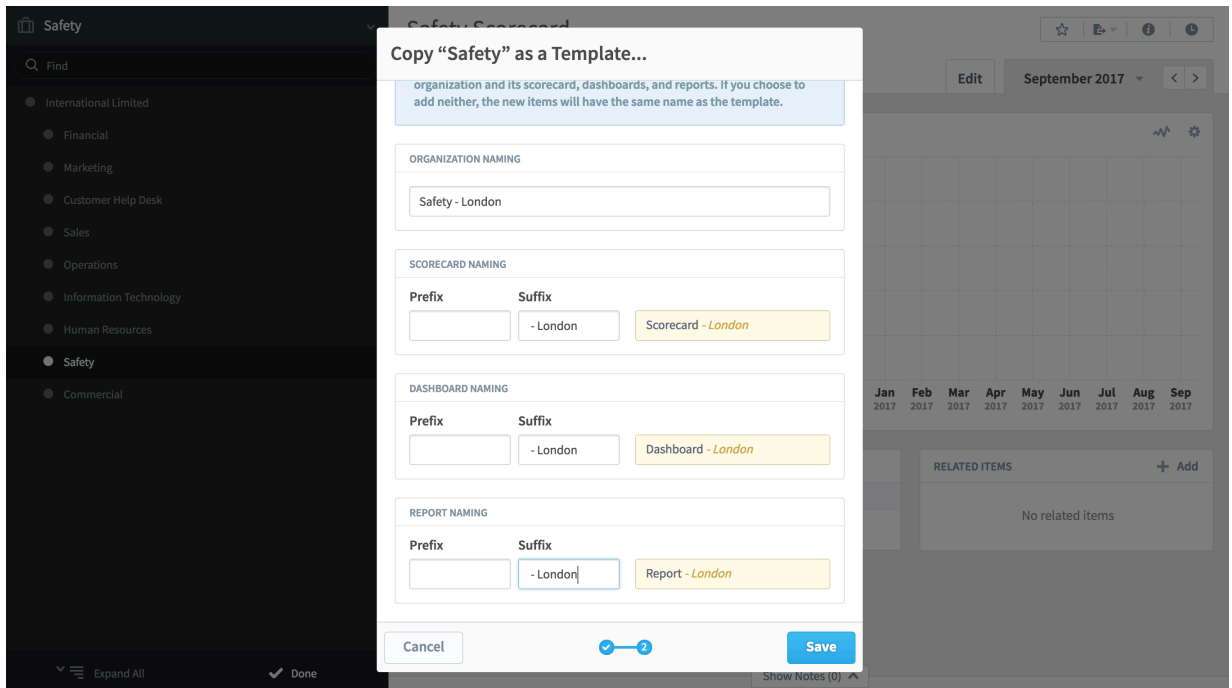 Safety
Find
International Limited
Financial
Marketing
Customer Help Desk
Sales
Operations
Information Technology
Human Resources
Safety
Commercial
Expand All
Done
Safety Scorecard
Edit
September 2017
Copy “Safety” as a Template...
organization and its scorecard, dashboards, and reports. If you choose to
add neither, the new items will have the same name as the template.
ORGANIZATION NAMING
Safety - London
SCORECARD NAMING
Prefix Suffix
- London Scorecard - London
DASHBOARD NAMING
Prefix Suffix
- London Dashboard - London
REPORT NAMING
Prefix Suffix
- London Report - London
Cancel 2 Save
Jan Feb Mar Apr May Jun Jul Aug Sep
2017 2017 2017 2017 2017 2017 2017 2017 2017
RELATED ITEMS Add
No related items
Show Notes (0)